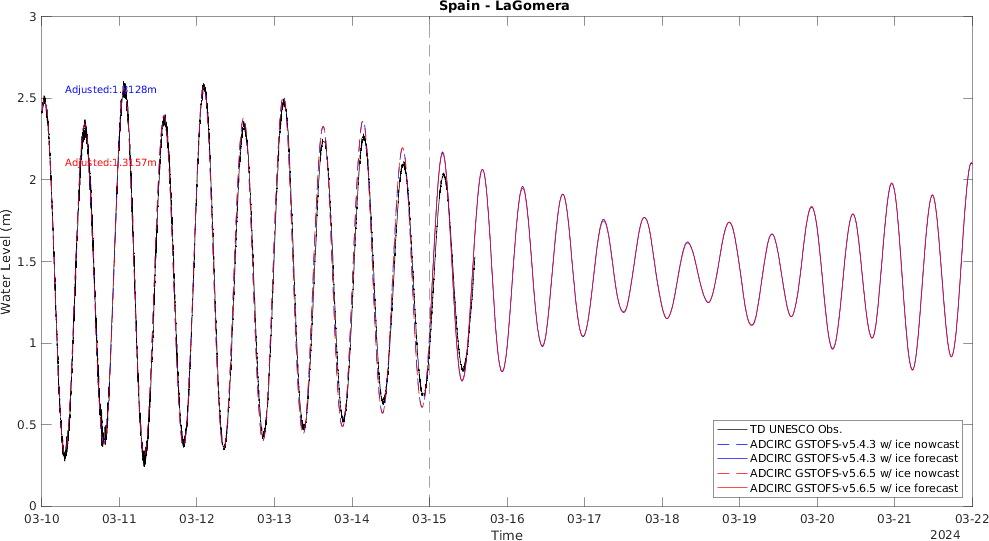 Spain - LaGomera
Water Level (m)
3
2.5
2
1.5
1
0.5
0
Adjusted:1.3128m
Adjusted:1.3157m
TD UNESCO Obs.
ADCIRC GSTOFS-v5.4.3 w/ ice nowcast
ADCIRC GSTOFS-v5.4.3 w/ ice forecast
ADCIRC GSTOFS-v5.6.5 w/ ice nowcast
ADCIRC GSTOFS-v5.6.5 w/ ice forecast
03-10 03-11 03-12 03-13 03-14 03-15 03-16 03-17 03-18 03-19 03-20 03-21 03-22
Time
2024